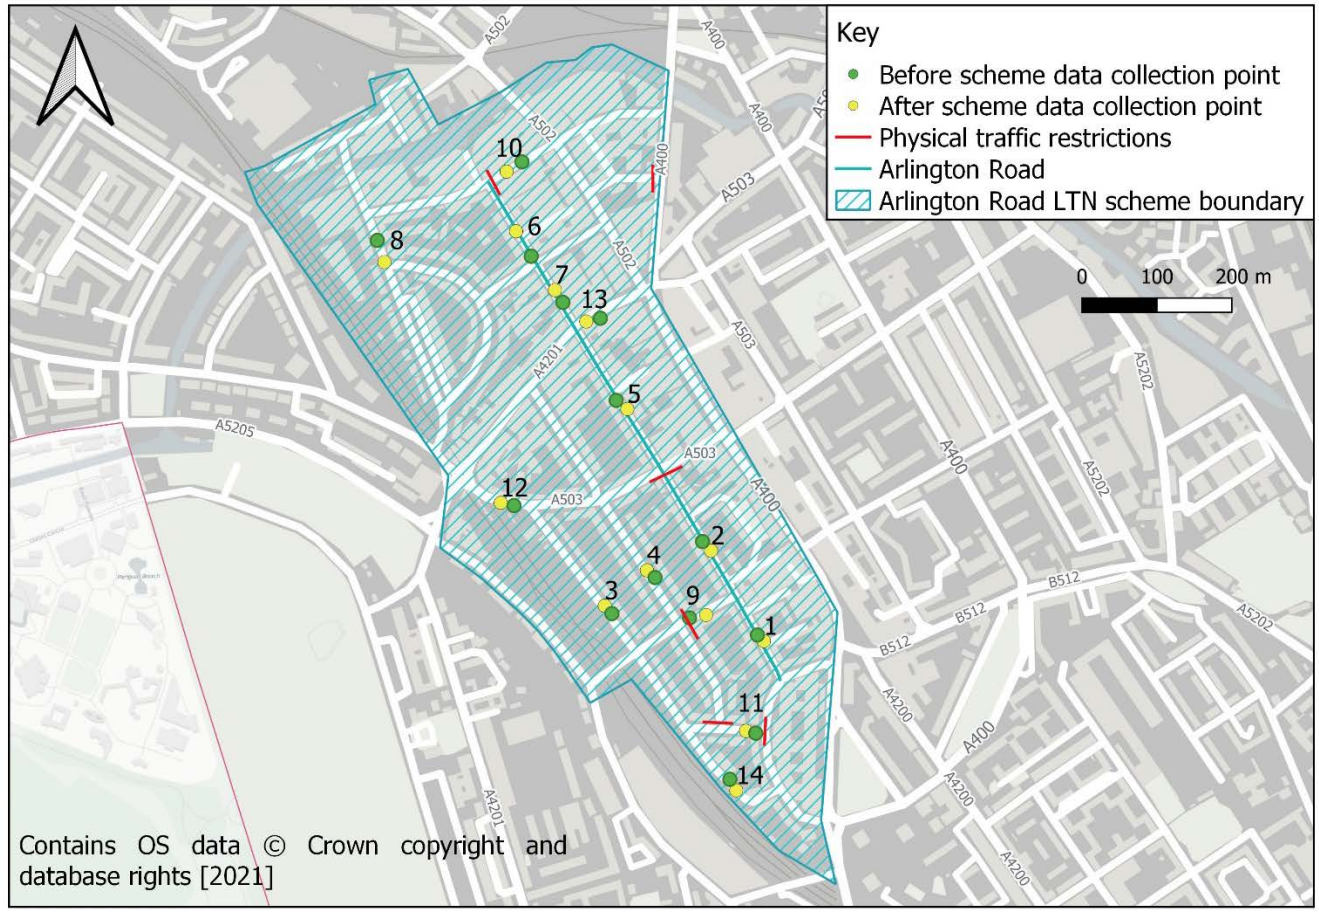 Key
Before scheme data collection point
After scheme data collection point
Physical traffic restrictions
Arlington Road
Arlington Road LTN scheme boundary
0 100 200 m
A502
A400
A400
A502
A400
A503
10
6
8
A502
7
13
A4201
A503
A5202
5
A5205
A503
A400
A400
A5202
12
A503
2
4
3
9
1
B512
B512
A5202
A4200
11
A400
14
A4201
A4200
A4200
Contains OS data © Crown copyright and
database rights [2021]